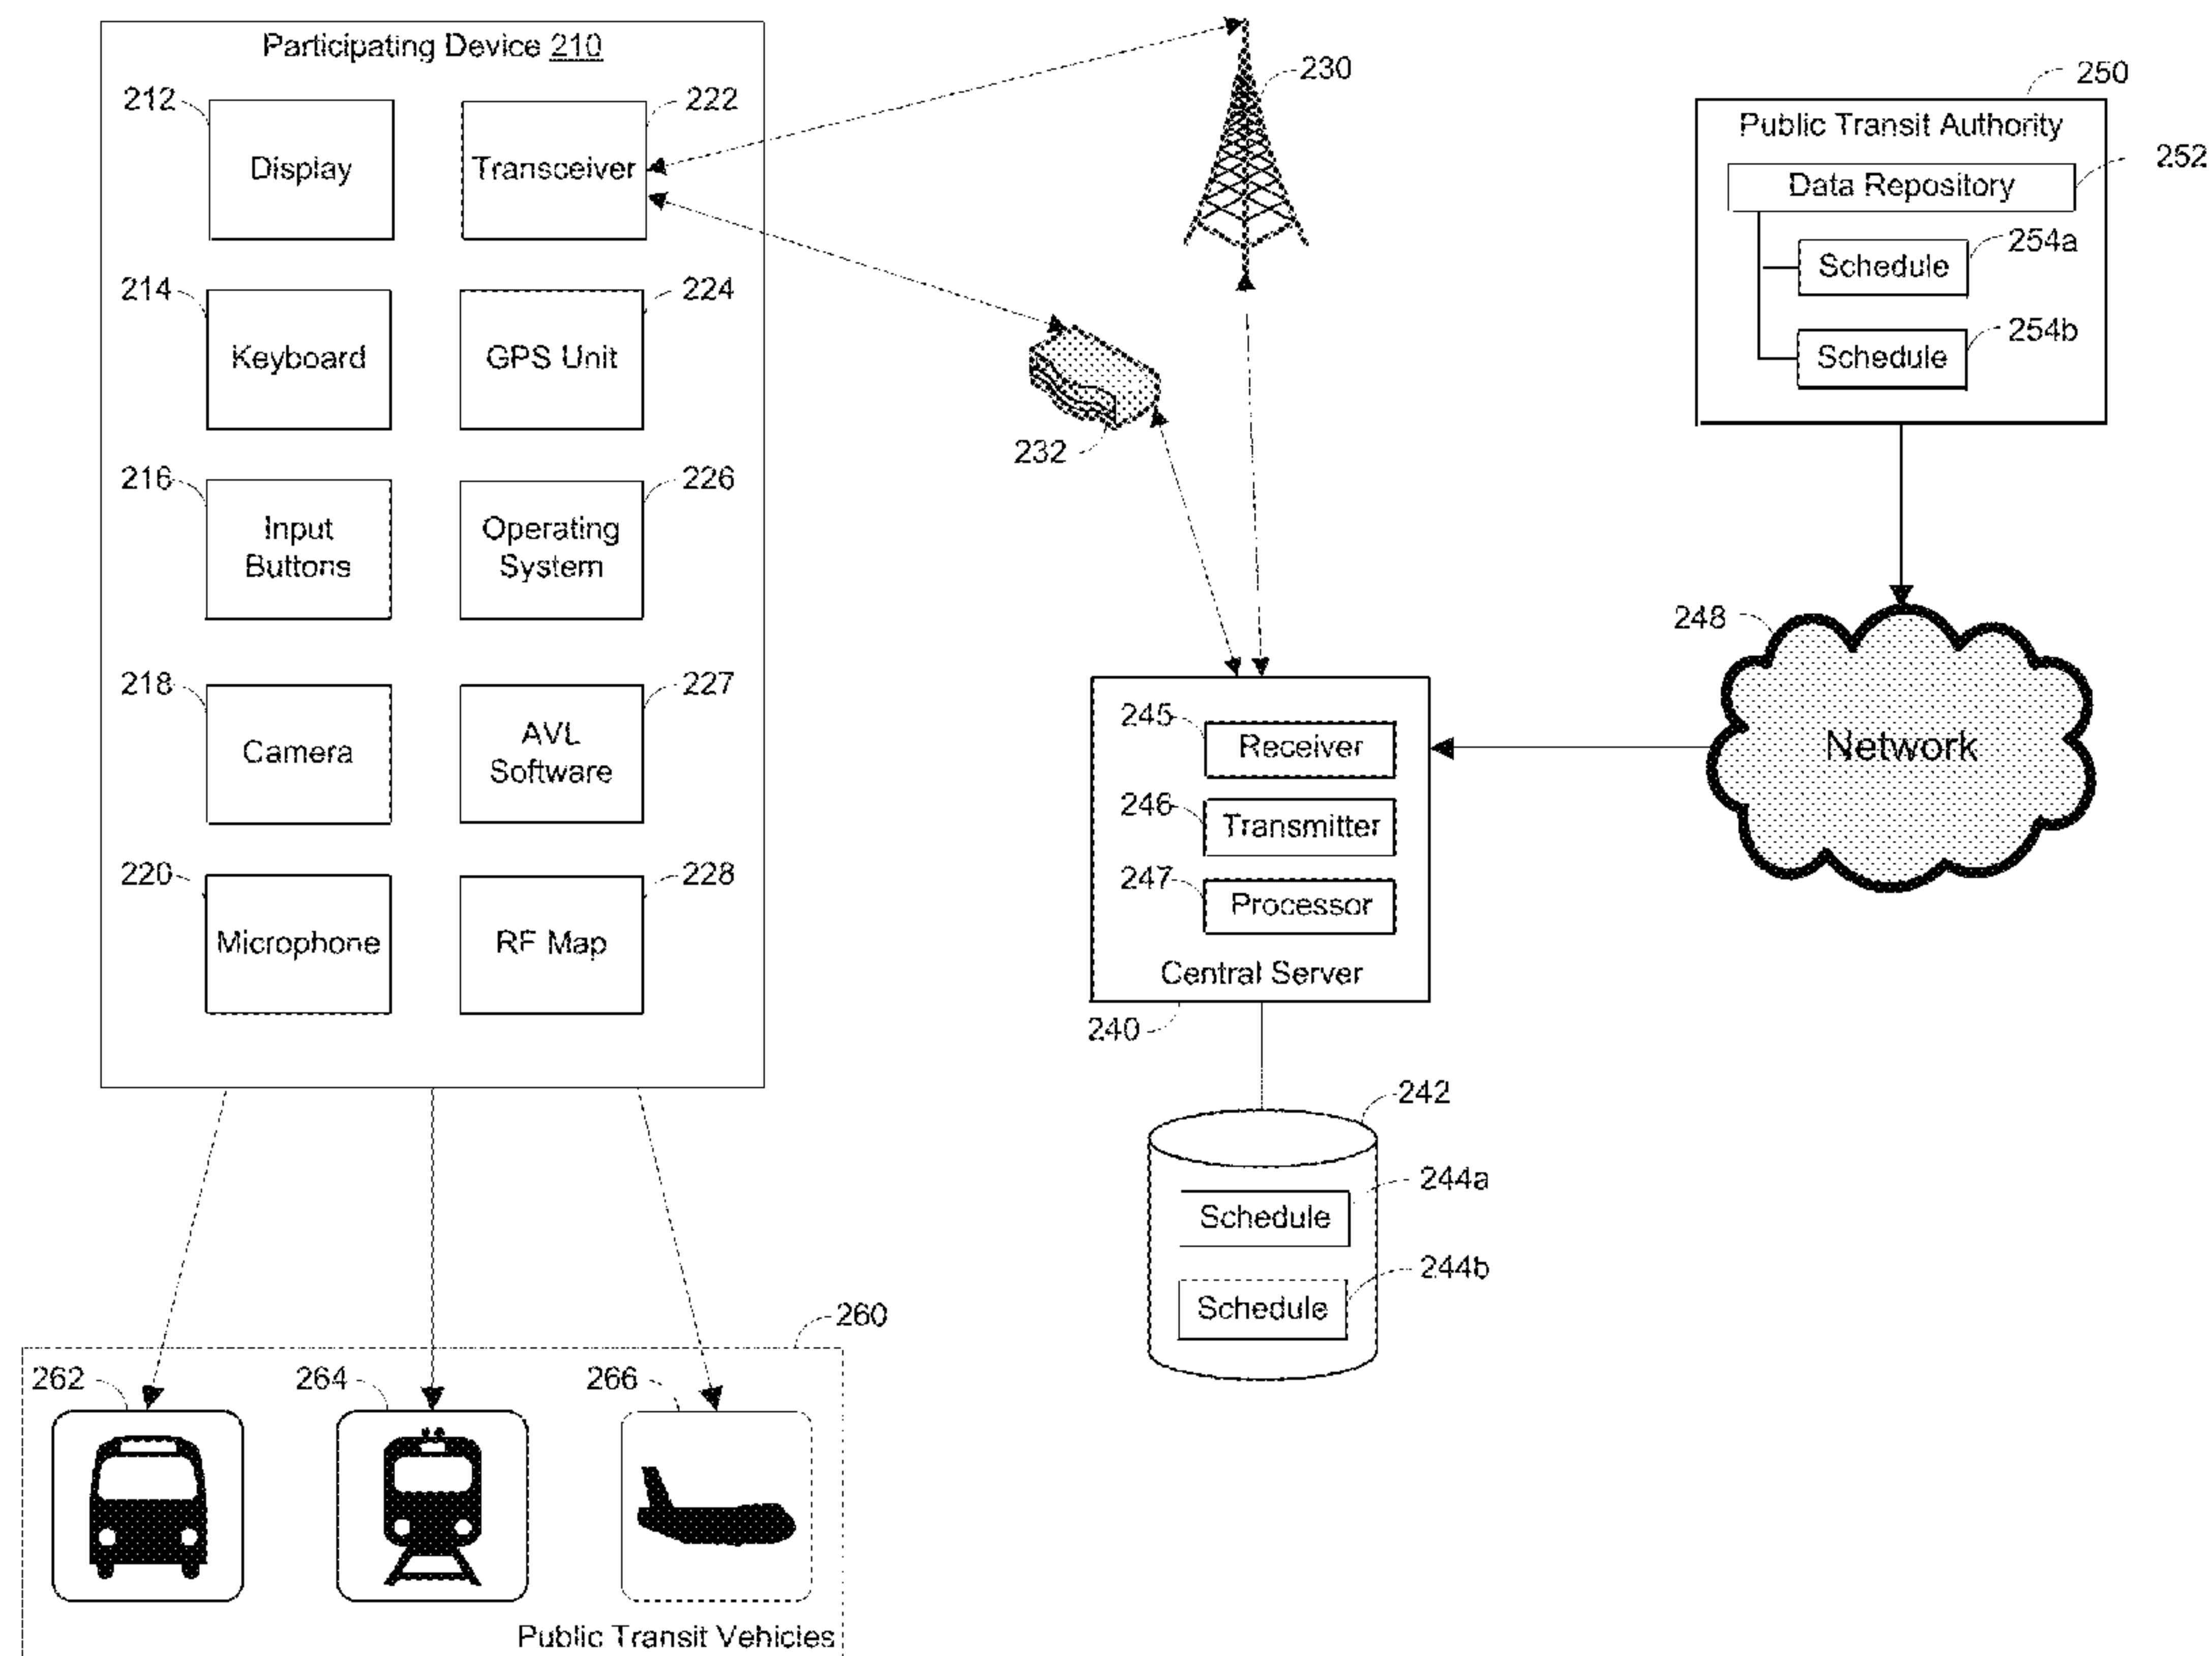 Participating Device 210
212
Display
222
Transceiver
214
Keyboard
224
GPS Unit
216
Input
Buttons
226
Operating
System
218
Camera
227
AVL
Software
220
Microphone
228
RF Map
230
232
250
Public Transit Authority
252
Data Repository
254a
Schedule
254b
Schedule
248
Network
245
Receiver
246
Transmitter
247
Processor
Central Server
240
242
244a
Schedule
244b
Schedule
260
262
264
266
Public Transit Vehicles